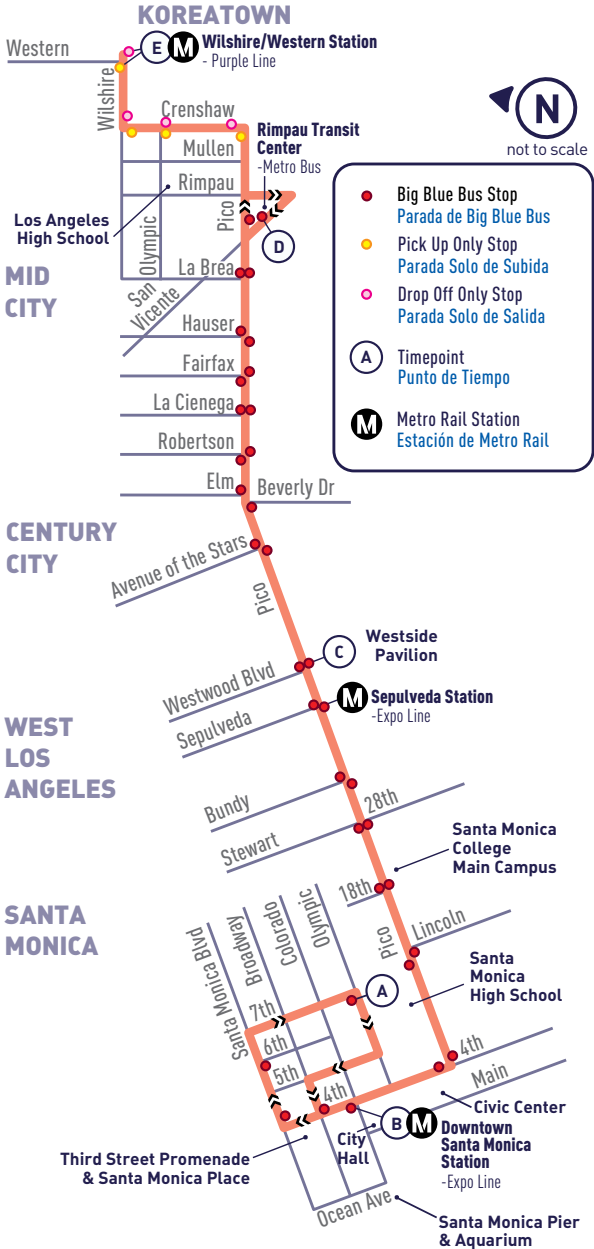 KOREATOWN
Western
E
M
Wilshire/Western Station
- Purple Line
Wilshire
Crenshaw
N
not to scale
Mullen
Rimpau Transit
Center
-Metro Bus
Rimpau
Los Angeles
High School
Olympic
Pico
D
MID
CITY
La Brea
San
Vicente
Big Blue Bus Stop
Parada de Big Blue Bus
Pick Up Only Stop
Parada Solo de Subida
Drop Off Only Stop
Parada Solo de Salida
A
Timepoint
Punto de Tiempo
M
Metro Rail Station
Estación de Metro Rail
Hauser
Fairfax
La Cienega
Robertson
Elm
Beverly Dr
CENTURY
CITY
Avenue of the Stars
Pico
C
Westside
Pavilion
Westwood Blvd
M
Sepulveda Station
-Expo Line
Sepulveda
WEST
LOS
ANGELES
Bundy
28th
Stewart
Santa Monica
College
Main Campus
18th
SANTA
MONICA
Pico
Lincoln
Santa
Monica
High School
Santa Monica Blvd
Broadway
Colorado
Olympic
A
7th
6th
5th
4th
4th
Main
Civic Center
B
M
Downtown
Santa Monica
Station
-Expo Line
City
Hall
Third Street Promenade
& Santa Monica Place
Ocean Ave
Santa Monica Pier
& Aquarium